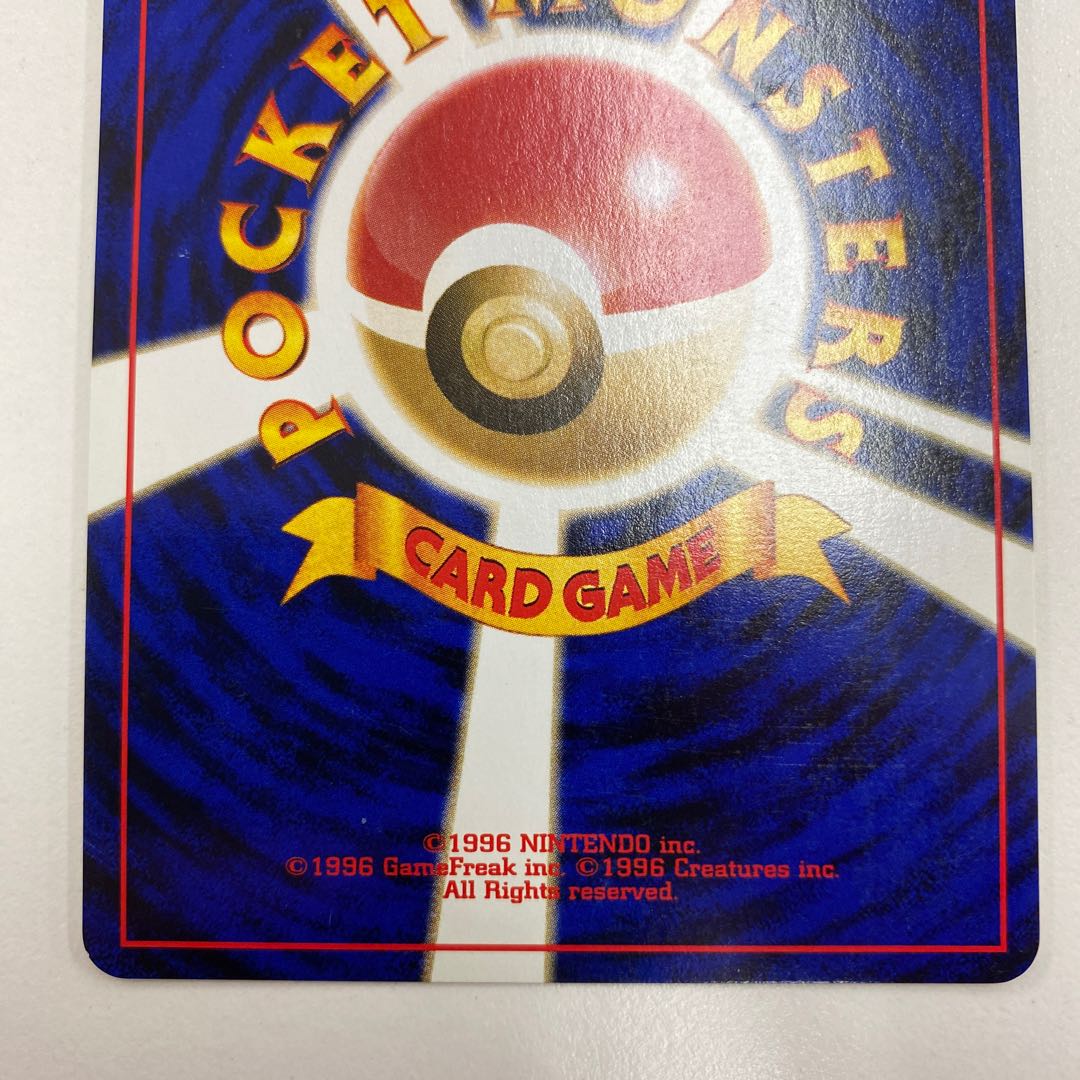 POCKET MONSTERS
CARD GAME
©1996 NINTENDO inc.
©1996 GameFreak inc. ©1996 Creatures inc.
All Rights reserved.